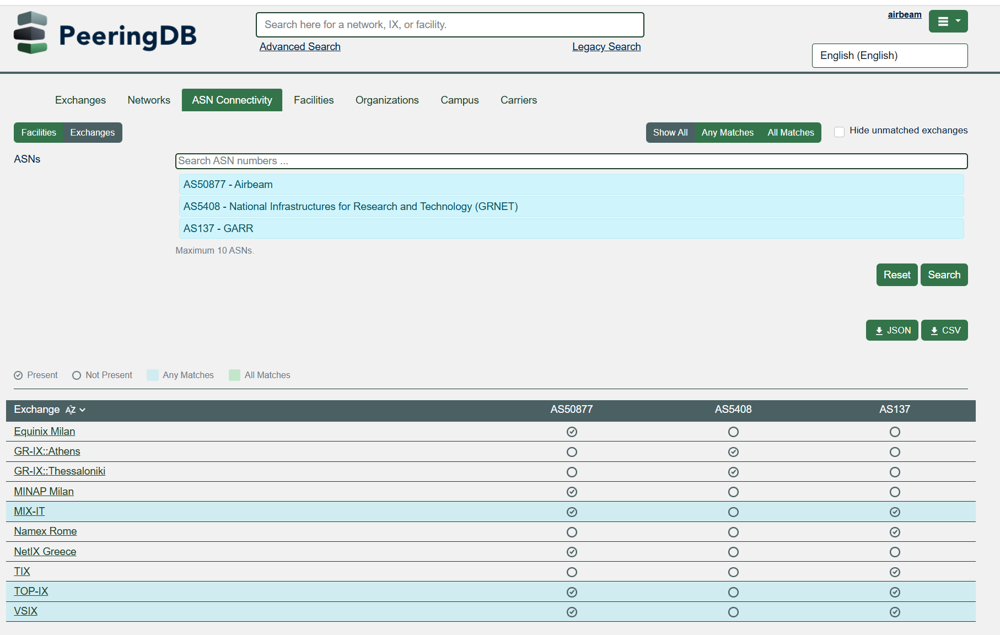 PeeringDB
Search here for a network, IX, or facility.
Advanced Search Legacy Search
airbeam
English (English)
Exchanges Networks ASN Connectivity Facilities Organizations Campus Carriers
Facilities Exchanges Show All Any Matches All Matches Hide unmatched exchanges
ASNs Search ASN numbers ...
AS50877 - Airbeam
AS5408 - National Infrastructures for Research and Technology (GRNET)
AS137 - GARR
Maximum 10 ASNs.
Reset Search
JSON CSV
Present Not Present Any Matches All Matches
Exchange AZ AS50877 AS5408 AS137
Equinix Milan
GR-IX::Athens
GR-IX::Thessaloniki
MINAP Milan
MIX-IT
Namex Rome
NetIX Greece
TIX
TOP-IX
VSIX